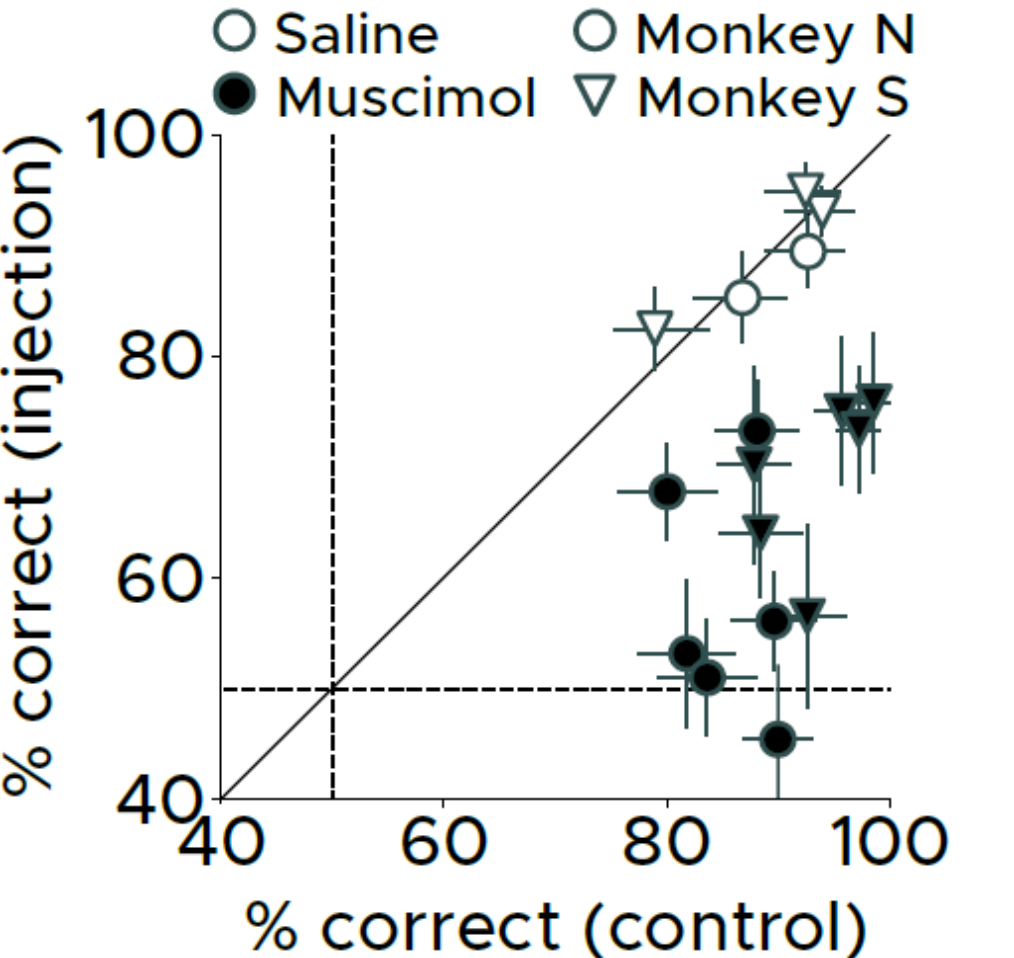 Saline Monkey N
Muscimol Monkey S
100
80
60
40
40 60 80 100
% correct (injection)
% correct (control)